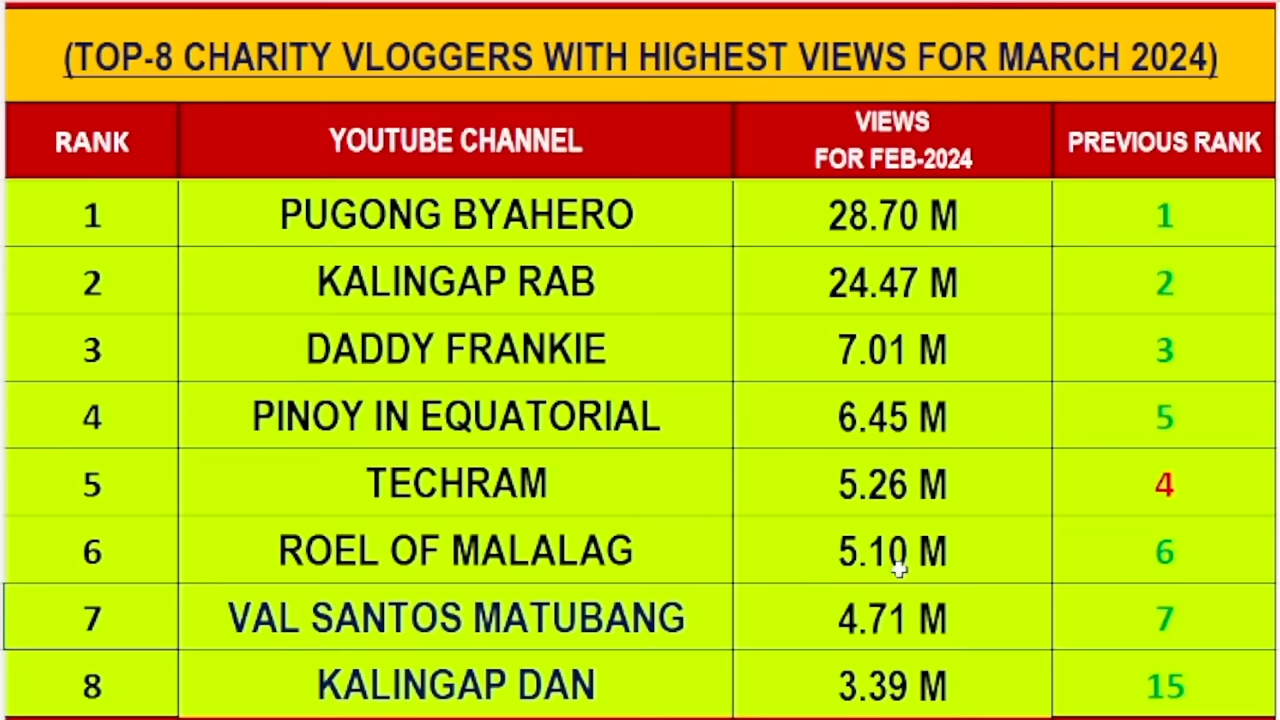 (TOP-8 CHARITY VLOGGERS WITH HIGHEST VIEWS FOR MARCH 2024)
RANK YOUTUBE CHANNEL VIEWS FOR FEB-2024 PREVIOUS RANK
1 PUGONG BYAHERO 28.70 M 1
2 KALINGAP RAB 24.47 M 2
3 DADDY FRANKIE 7.01 M 3
4 PINOY IN EQUATORIAL 6.45 M 5
5 TECHRAM 5.26 M 4
6 ROEL OF MALALAG 5.10 M 6
7 VAL SANTOS MATUBANG 4.71 M 7
8 KALINGAP DAN 3.39 M 15